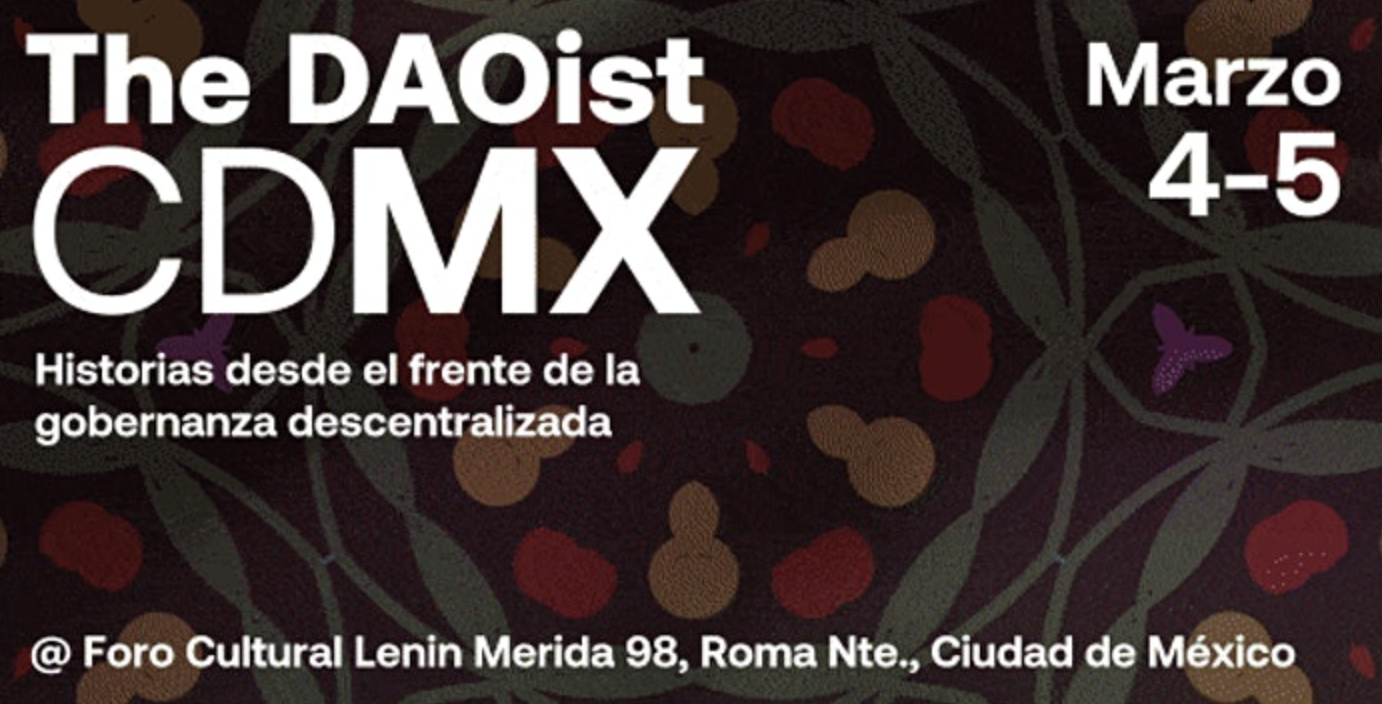 The DAOist
CDMX
Marzo
4-5
Historias desde el frente de la
gobernanza descentralizada
@ Foro Cultural Lenin Merida 98, Roma Nte., Ciudad de México